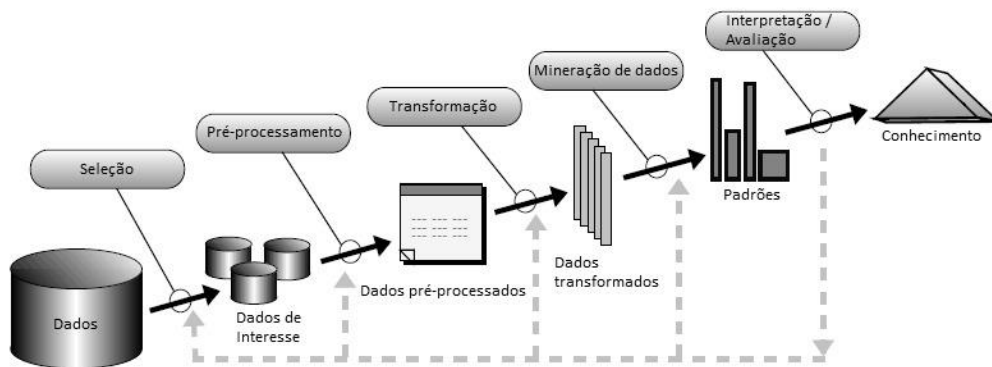 Interpretação /
Avaliação
Mineração de dados
Transformação
Pré-processamento
Seleção
Conhecimento
Padrões
Dados
transformados
Dados pré-processados
Dados de
Interesse
Dados